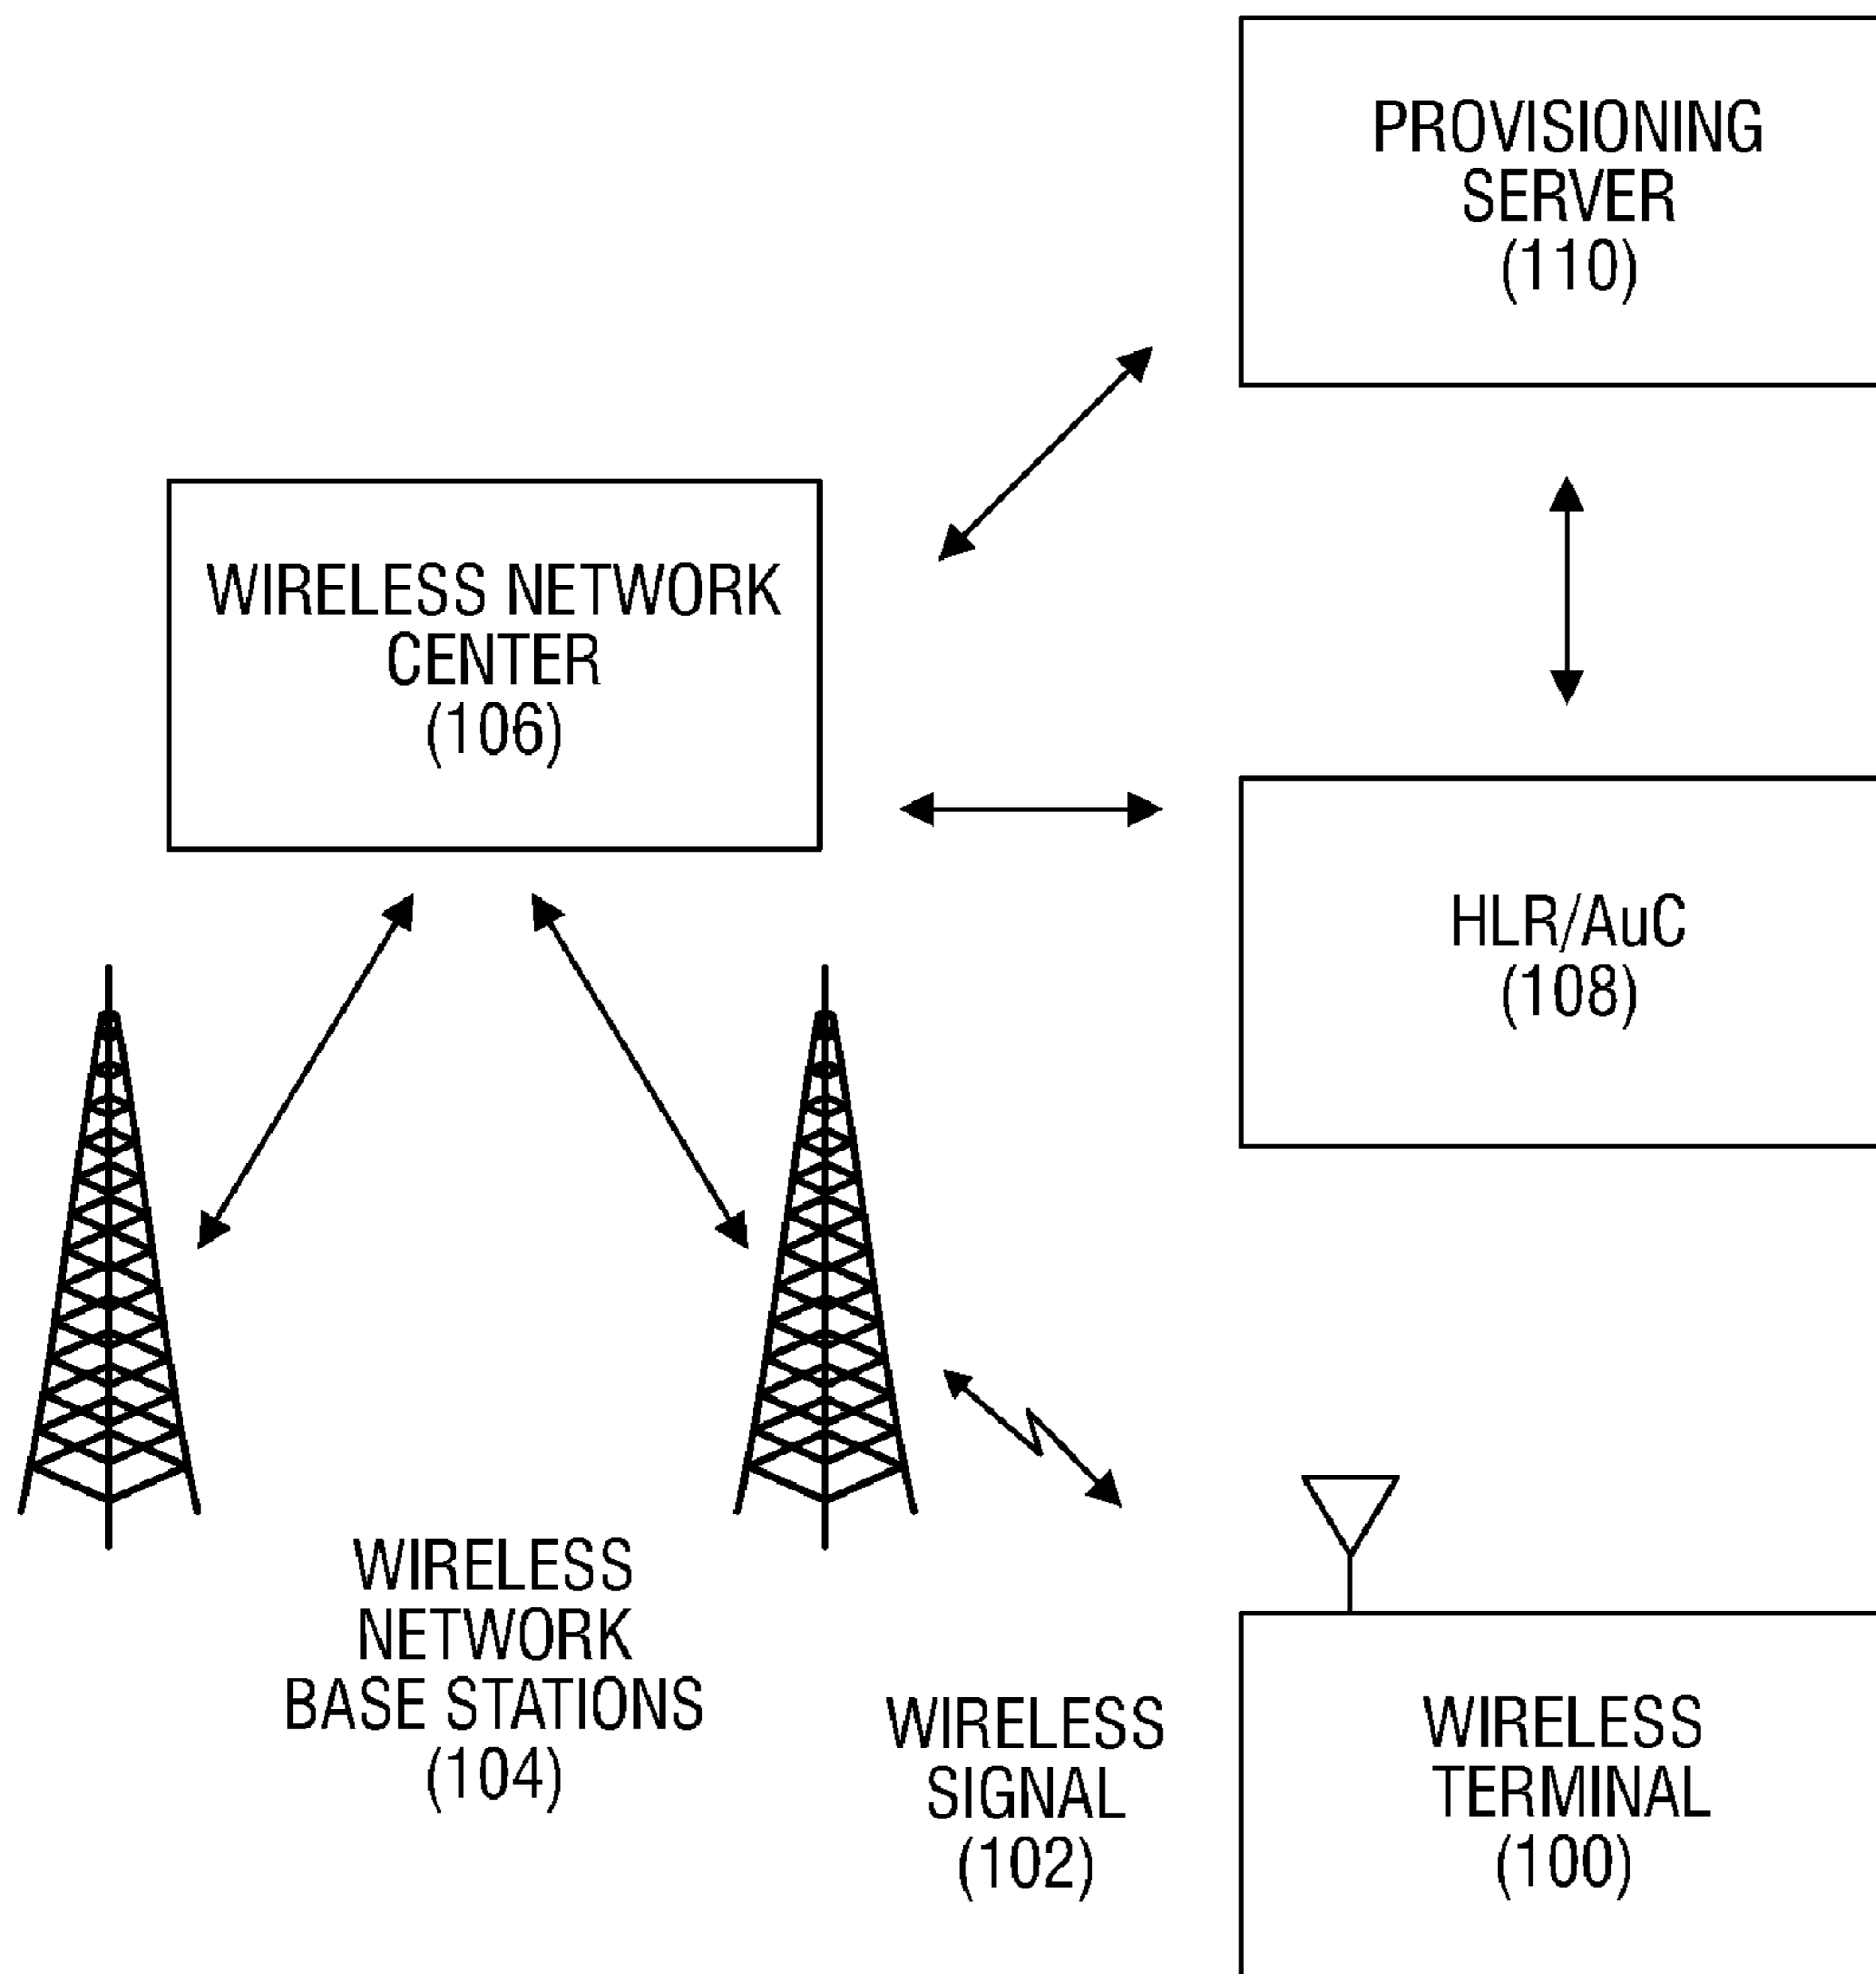 PROVISIONING
SERVER
(110)
WIRELESS NETWORK
CENTER
(106)
HLR/AuC
(108)
WIRELESS
NETWORK
BASE STATIONS
(104)
WIRELESS
SIGNAL
(102)
WIRELESS
TERMINAL
(100)